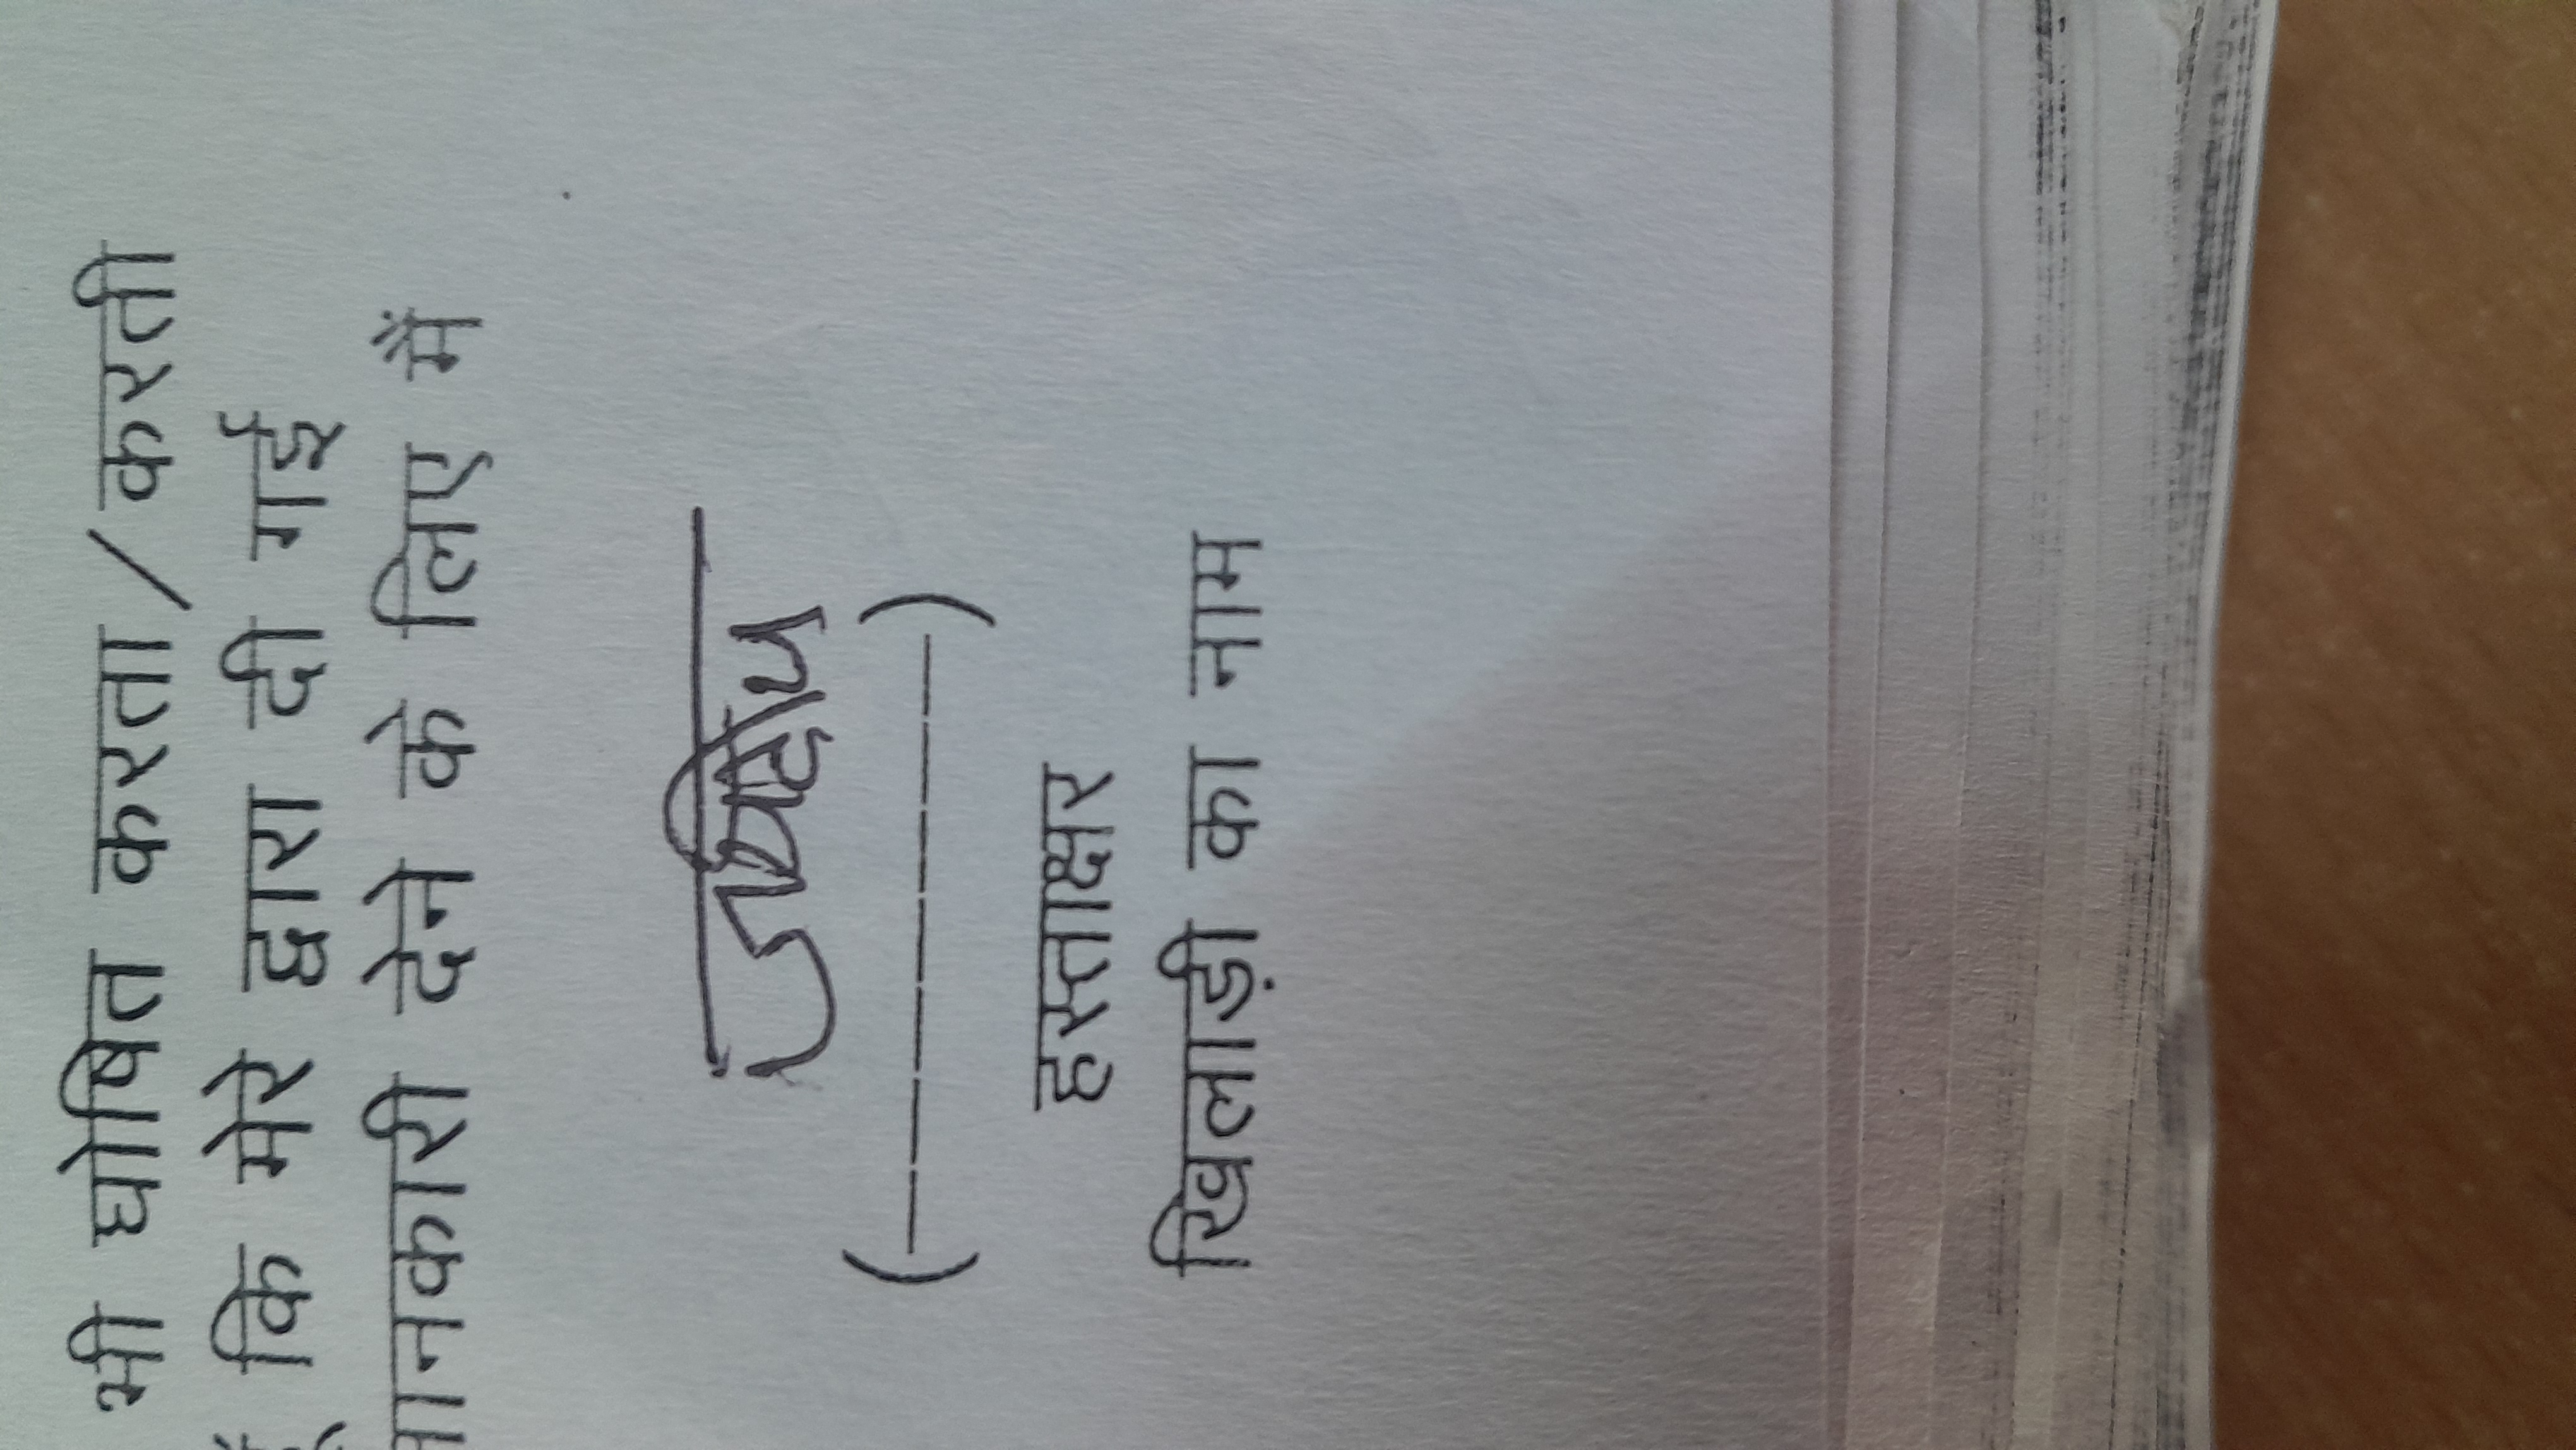 भी घोषित करता / करती
कि मेरे द्वारा दी गई
जानकारी देने के लिए मैं
(--------)
हस्ताक्षर
खिलाड़ी का नाम